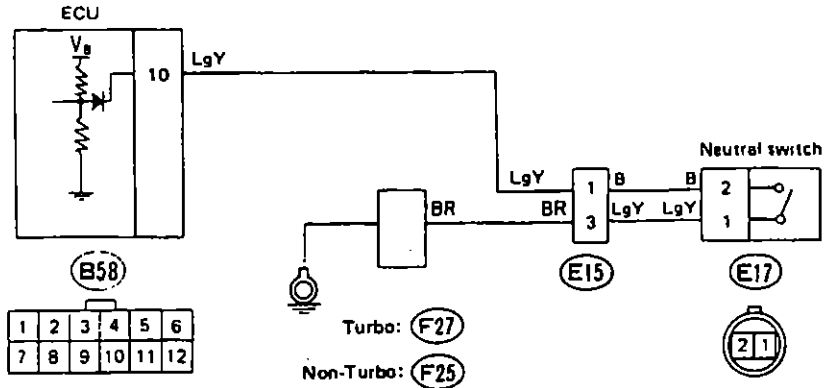 ECU
V_B
10
LgY
Neutral switch
LgY 1 B B 2
BR BR 3 LgY LgY 1
B58
E15
E17
1 2 3 4 5 6
7 8 9 10 11 12
Turbo: F27
2 1
Non-Turbo: F25